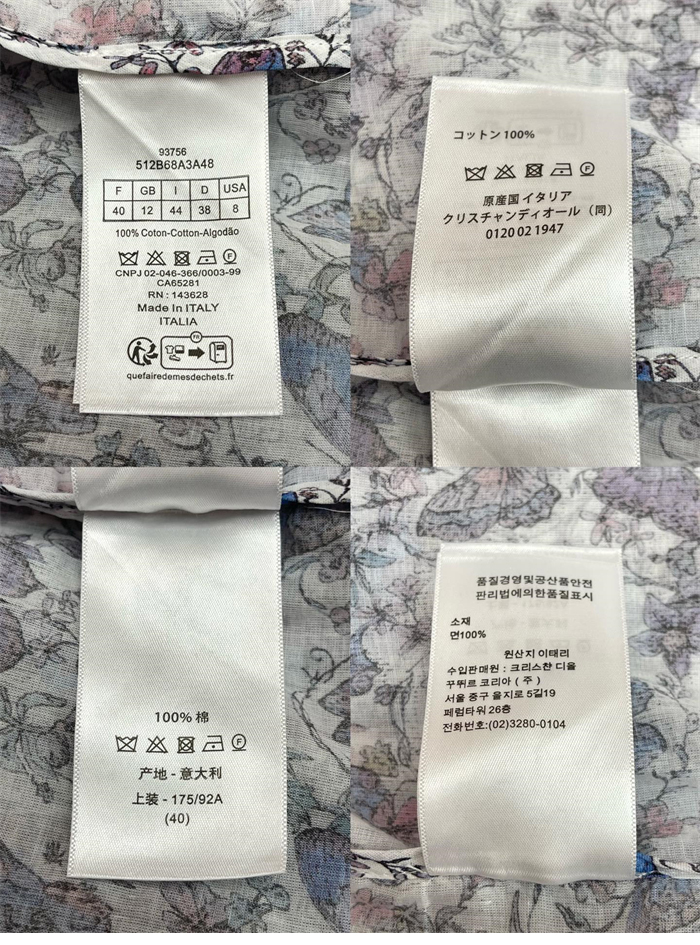 93756
512B68A3A48
F GB I D USA
40 12 44 38 8
100% Coton-Cotton-Algodão
CNPJ 02-046-366/0003-99
CA65281
RN : 143628
Made In ITALY
ITALIA
FR
quefairedemesdechets.fr
コットン 100%
原産国 イタリア
クリスチャンディオール（同）
0120 02 1947
100% 棉
产地 - 意大利
上装 - 175/92A
(40)
품질경영및공산품안전
판리법에의한품질표시
소재
면100%
원산지 이태리
수입판매원 : 크리스챤 디올
꾸뛰르 코리아 ( 주 )
서울 중구 을지로 5길19
페럼타워 26층
전화번호:(02)3280-0104